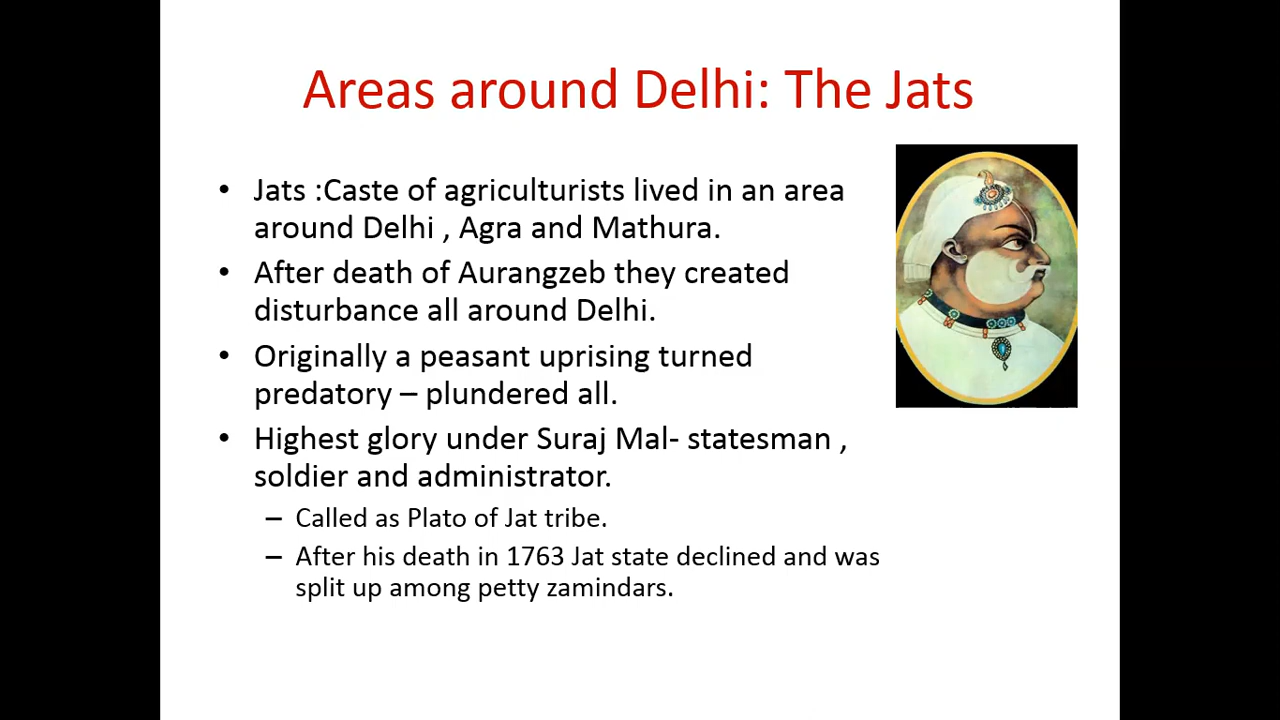 Areas around Delhi: The Jats
• Jats :Caste of agriculturists lived in an area
around Delhi , Agra and Mathura.
• After death of Aurangzeb they created
disturbance all around Delhi.
• Originally a peasant uprising turned
predatory – plundered all.
• Highest glory under Suraj Mal- statesman ,
soldier and administrator.
– Called as Plato of Jat tribe.
– After his death in 1763 Jat state declined and was
split up among petty zamindars.